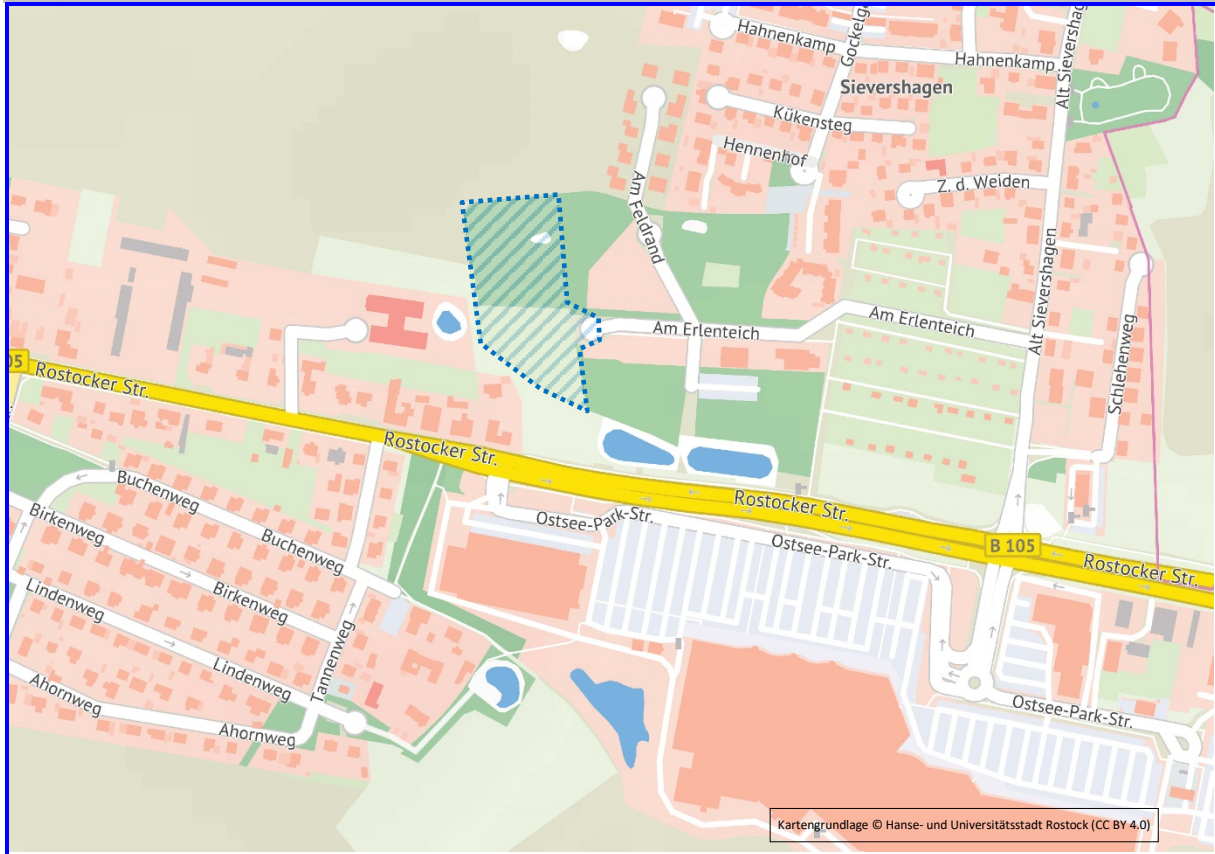 Hahnenkamp
Gockelga
Hahnenkamp
Alt Sievershag
Sievershagen
Kükensteg
Hennenhof
Z. d. Weiden
Am Feldrand
Am Erlenteich
Am Erlenteich
Alt Sievershagen
Schlehenweg
05
Rostocker Str.
Rostocker Str.
Rostocker Str.
B 105
Rostocker Str.
Ostsee-Park-Str.
Ostsee-Park-Str.
Ostsee-Park-Str.
Buchenweg
Buchenweg
Birkenweg
Birkenweg
Lindenweg
Lindenweg
Tannenweg
Ahornweg
Ahornweg
Kartengrundlage © Hanse- und Universitätsstadt Rostock (CC BY 4.0)